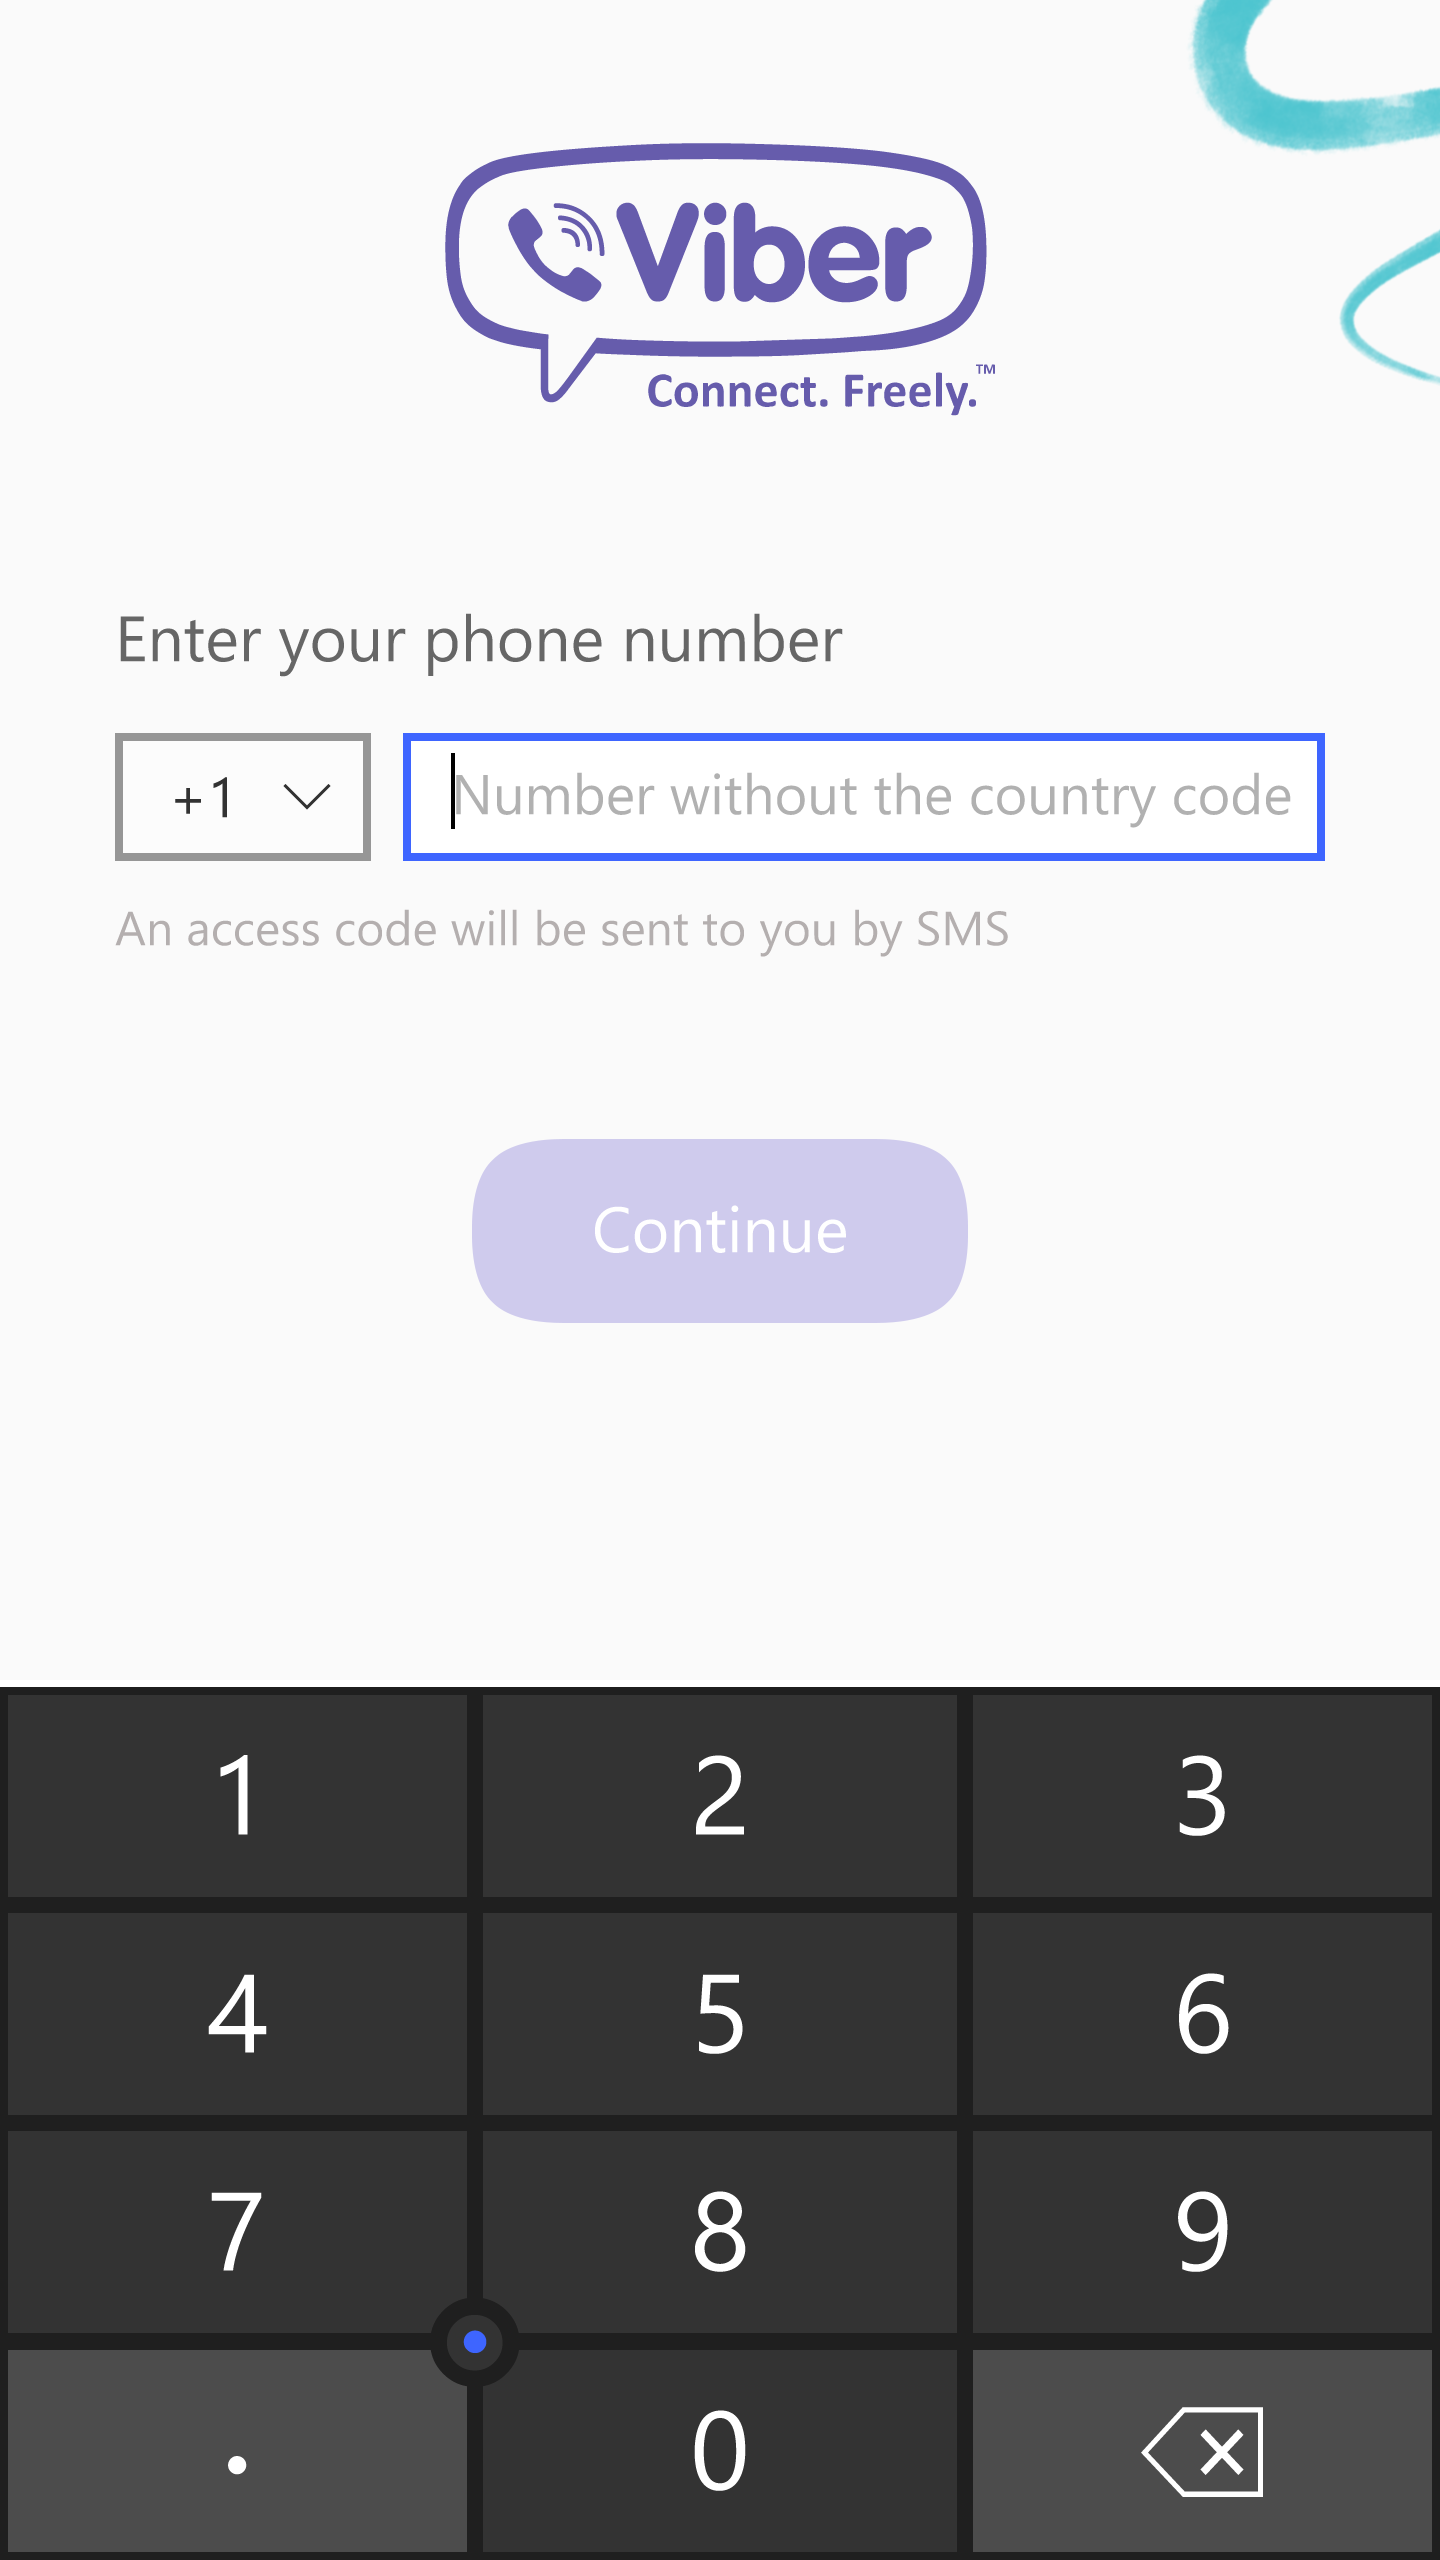 Viber
Connect. Freely.™
Enter your phone number
+1 Number without the country code
An access code will be sent to you by SMS
Continue
1 2 3
4 5 6
7 8 9
. 0